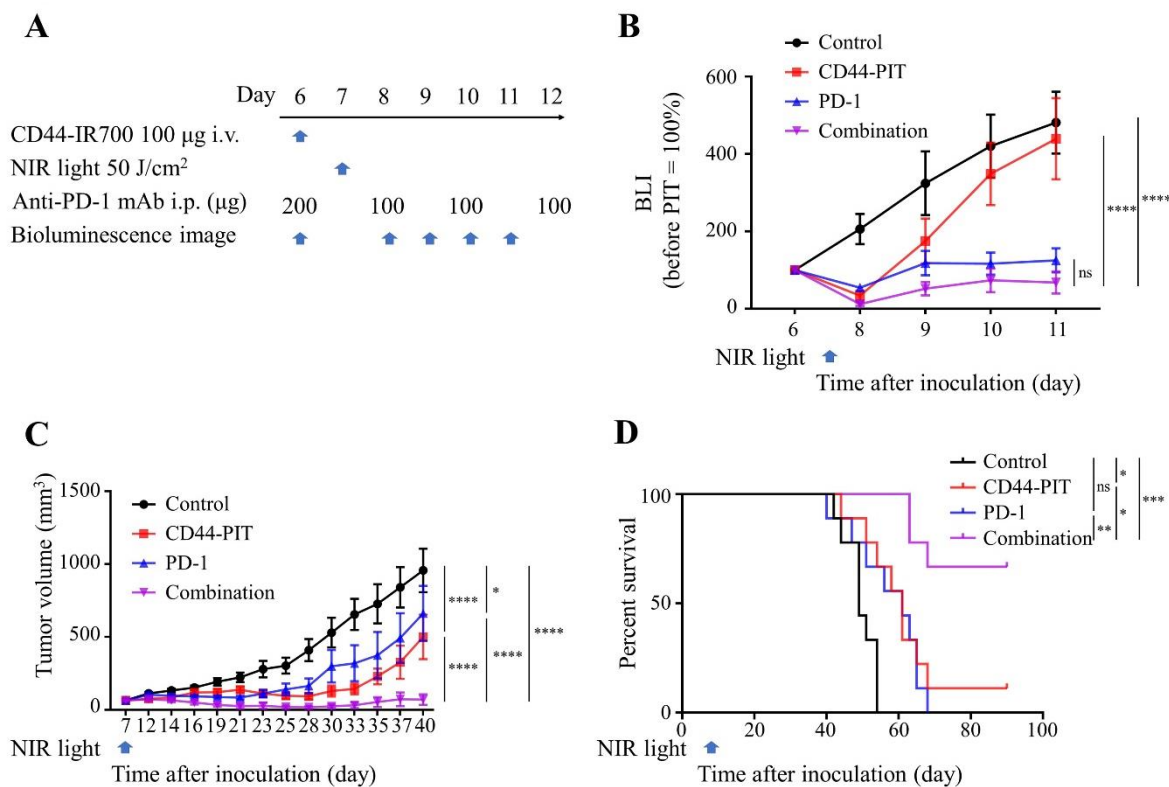 A
Day 6 7 8 9 10 11 12
CD44-IR700 100 µg i.v.
NIR light 50 J/cm²
Anti-PD-1 mAb i.p. (µg) 200 100 100 100
Bioluminescence image
B
Control
CD44-PIT
PD-1
Combination
BLI
(before PIT = 100%)
600
400
200
0
6 8 9 10 11
ns
****
****
NIR light
Time after inoculation (day)
C
Control
CD44-PIT
PD-1
Combination
Tumor volume (mm³)
1500
1000
500
0
7 12 14 16 19 21 23 25 28 30 33 35 37 40
****
*
****
****
****
NIR light
Time after inoculation (day)
D
Control
CD44-PIT
PD-1
Combination
ns
*
**
*
***
Percent survival
100
50
0
0 20 40 60 80 100
NIR light
Time after inoculation (day)